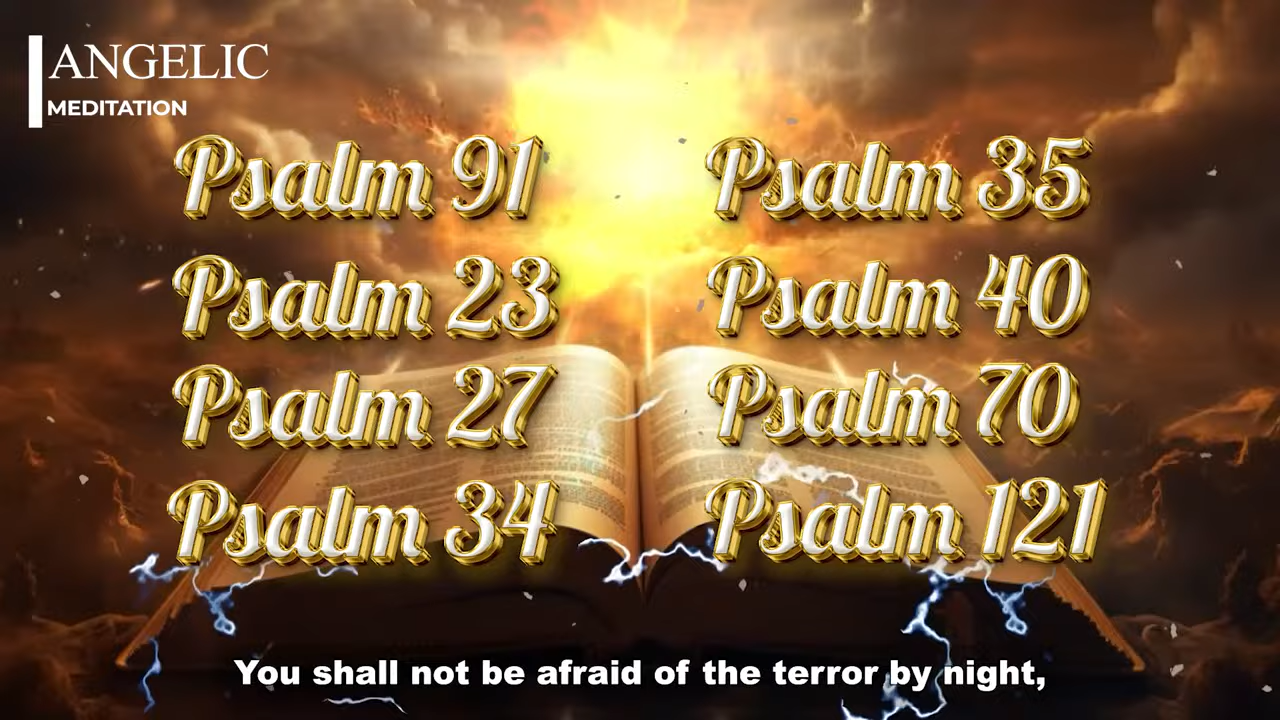 ANGELIC
MEDITATION
Psalm 91
Psalm 23
Psalm 27
Psalm 34
Psalm 35
Psalm 40
Psalm 70
Psalm 121
You shall not be afraid of the terror by night,